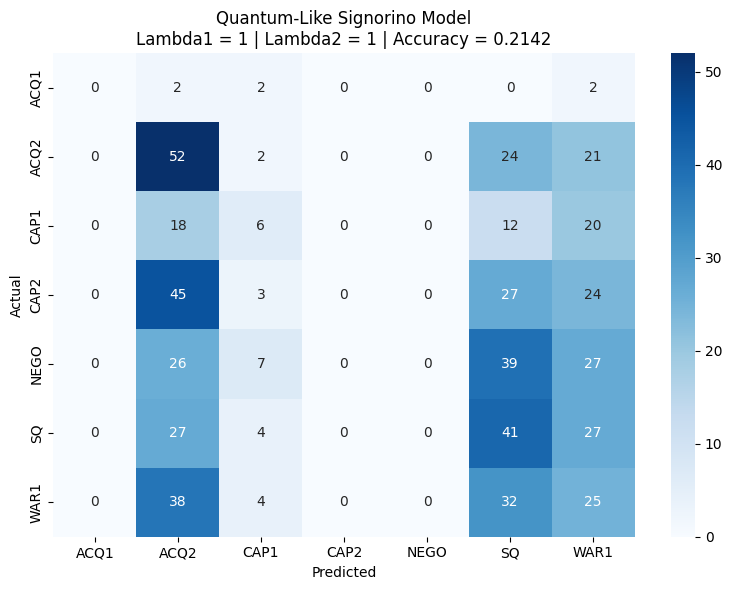 Quantum-Like Signorino Model
Lambda1 = 1 | Lambda2 = 1 | Accuracy = 0.2142
ACQ1 0 2 2 0 0 0 2
ACQ2 0 52 2 0 0 24 21
CAP1 0 18 6 0 0 12 20
CAP2 0 45 3 0 0 27 24
NEGO 0 26 7 0 0 39 27
SQ 0 27 4 0 0 41 27
WAR1 0 38 4 0 0 32 25
ACQ1 ACQ2 CAP1 CAP2 NEGO SQ WAR1
Predicted
Actual
50
40
30
20
10
0